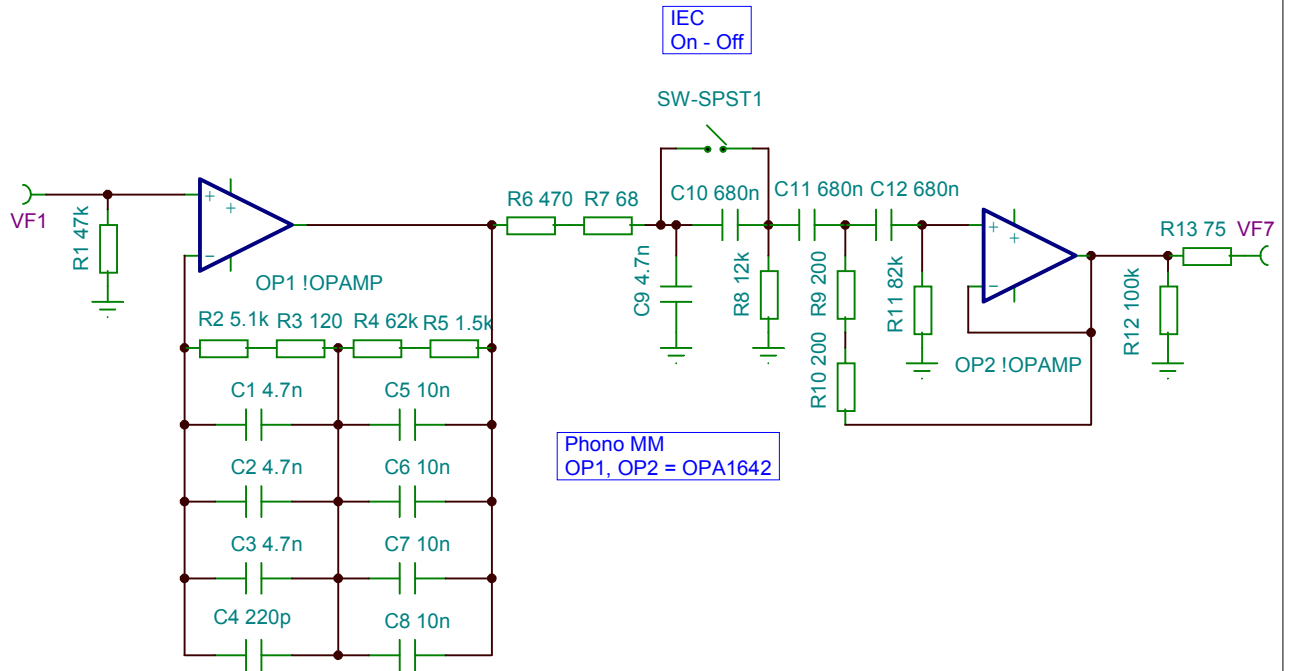 IEC
On - Off
SW-SPST1
VF1
R1 47k
OP1 !OPAMP
R2 5.1k
R3 120
R4 62k
R5 1.5k
C1 4.7n
C5 10n
C2 4.7n
C6 10n
C3 4.7n
C7 10n
C4 220p
C8 10n
R6 470
R7 68
C9 4.7n
C10 680n
R8 12k
C11 680n
R9 200
R10 200
C12 680n
R11 82k
OP2 !OPAMP
R12 100k
R13 75
VF7
Phono MM
OP1, OP2 = OPA1642